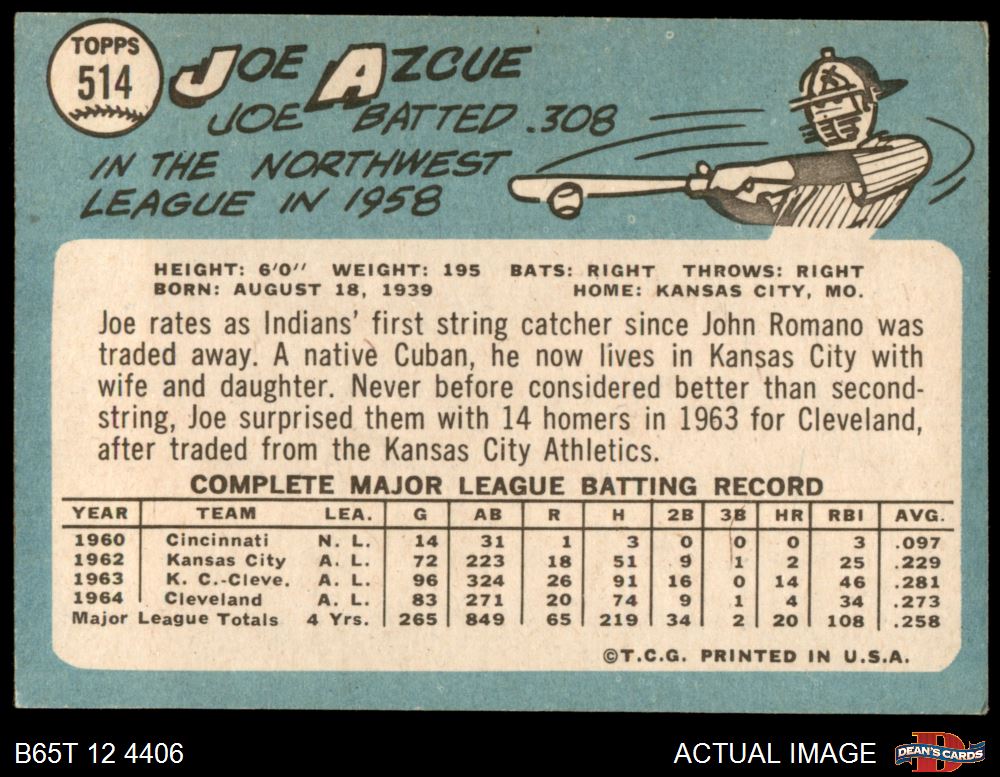 TOPPS
514
JOE AZCUE
JOE BATTED .308
IN THE NORTHWEST
LEAGUE IN 1958
HEIGHT: 6'0" WEIGHT: 195 BATS: RIGHT THROWS: RIGHT
BORN: AUGUST 18, 1939 HOME: KANSAS CITY, MO.
Joe rates as Indians' first string catcher since John Romano was
traded away. A native Cuban, he now lives in Kansas City with
wife and daughter. Never before considered better than second-
string, Joe surprised them with 14 homers in 1963 for Cleveland,
after traded from the Kansas City Athletics.
COMPLETE MAJOR LEAGUE BATTING RECORD
YEAR TEAM LEA. G AB R H 2B 3B HR RBI AVG.
1960 Cincinnati N. L. 14 31 1 3 0 0 0 3 .097
1962 Kansas City A. L. 72 223 18 51 9 1 2 25 .229
1963 K. C.-Cleve. A. L. 96 324 26 91 16 0 14 46 .281
1964 Cleveland A. L. 83 271 20 74 9 1 4 34 .273
Major League Totals 4 Yrs. 265 849 65 219 34 2 20 108 .258
©T.C.G. PRINTED IN U.S.A.
B65T 12 4406 ACTUAL IMAGE
D
DEAN'S CARDS